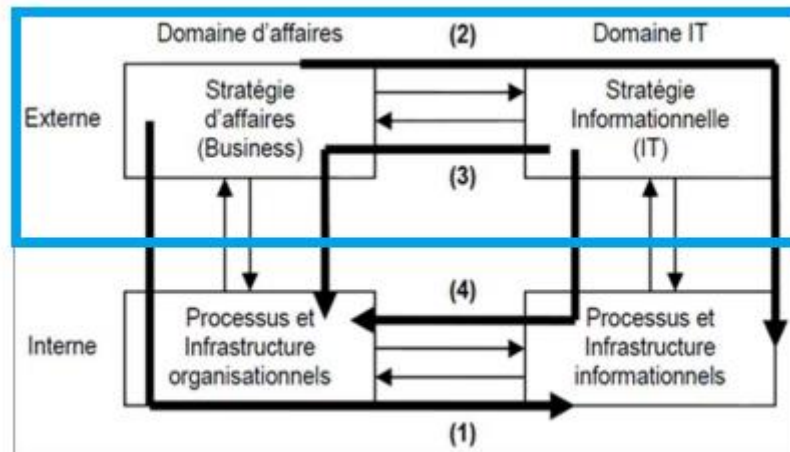 Domaine d'affaires (2) Domaine IT
Externe
Stratégie
d'affaires
(Business)
Stratégie
Informationnelle
(IT)
(3)
(4)
Interne
Processus et
Infrastructure
organisationnels
Processus et
Infrastructure
informationnels
(1)